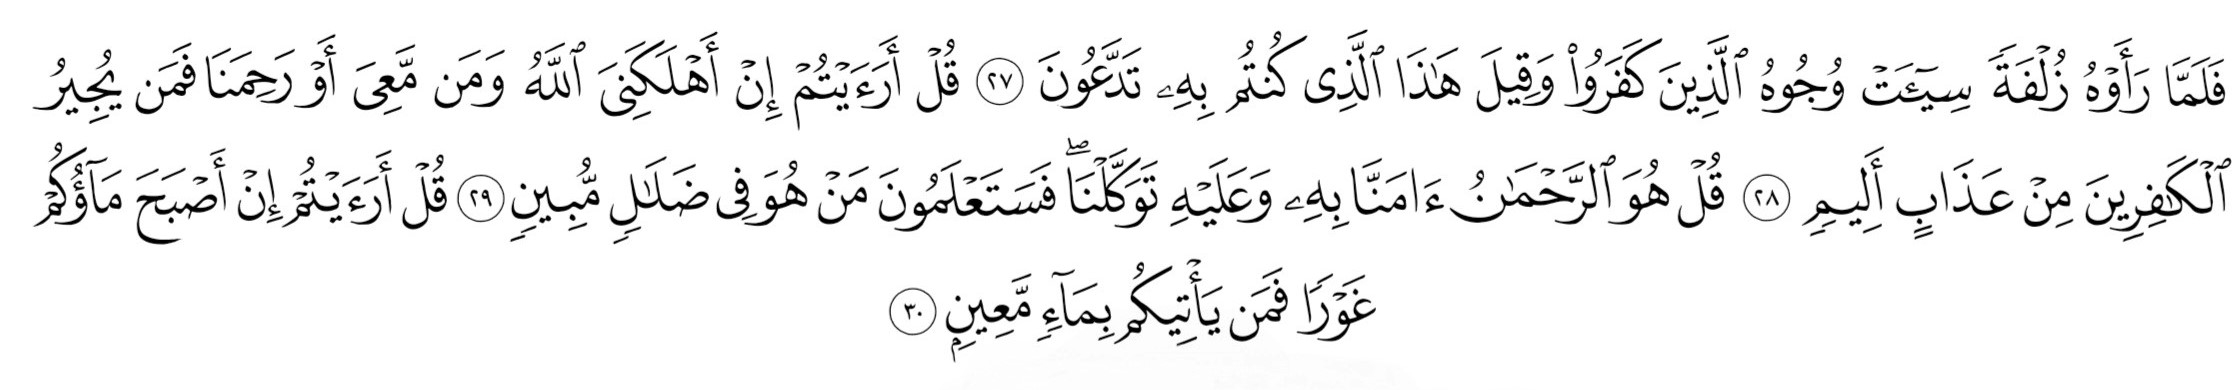 فَلَمَّا رَأَوۡهُ زُلۡفَةٗ سِيٓـَٔتۡ وُجُوهُ ٱلَّذِينَ كَفَرُواْ وَقِيلَ هَٰذَا ٱلَّذِي كُنتُم بِهِۦ تَدَّعُونَ ٢٧ قُلۡ أَرَءَيۡتُمۡ إِنۡ أَهۡلَكَنِيَ ٱللَّهُ وَمَن مَّعِيَ أَوۡ رَحِمَنَا فَمَن يُجِيرُ
ٱلۡكَٰفِرِينَ مِنۡ عَذَابٍ أَلِيمٖ ٢٨ قُلۡ هُوَ ٱلرَّحۡمَٰنُ ءَامَنَّا بِهِۦ وَعَلَيۡهِ تَوَكَّلۡنَاۖ فَسَتَعۡلَمُونَ مَنۡ هُوَ فِي ضَلَٰلٖ مُّبِينٖ ٢٩ قُلۡ أَرَءَيۡتُمۡ إِنۡ أَصۡبَحَ مَآؤُكُمۡ
غَوۡرٗا فَمَن يَأۡتِيكُم بِمَآءٖ مَّعِينِۭ ٣٠